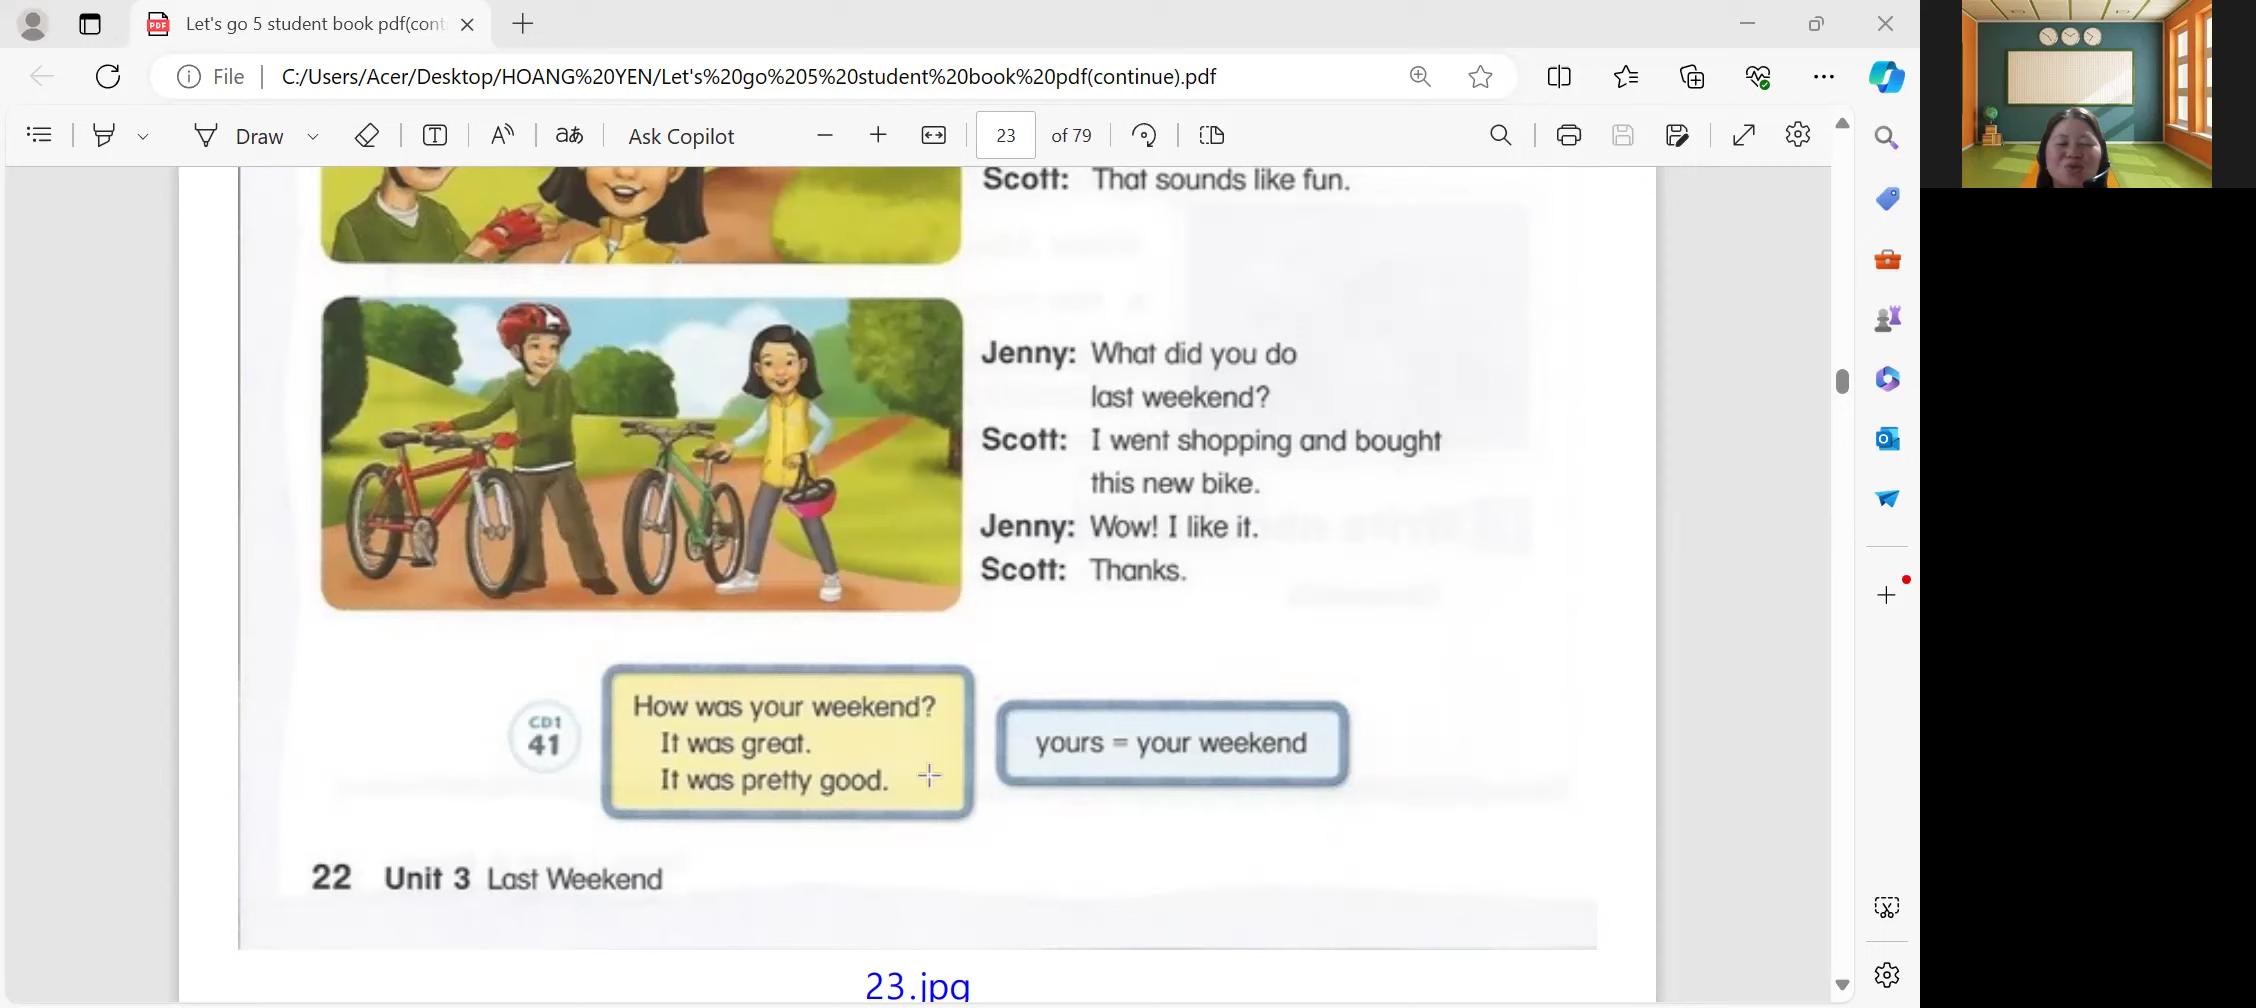 Let's go 5 student book pdf(cont
File
C:/Users/Acer/Desktop/HOANG%20YEN/Let's%20go%205%20student%20book%20pdf(continue).pdf
Draw
Ask Copilot
23 of 79
Scott: That sounds like fun.
Jenny: What did you do
last weekend?
Scott: I went shopping and bought
this new bike.
Jenny: Wow! I like it.
Scott: Thanks.
CD1
41
How was your weekend?
It was great.
It was pretty good.
yours = your weekend
22 Unit 3 Last Weekend
23.jpg